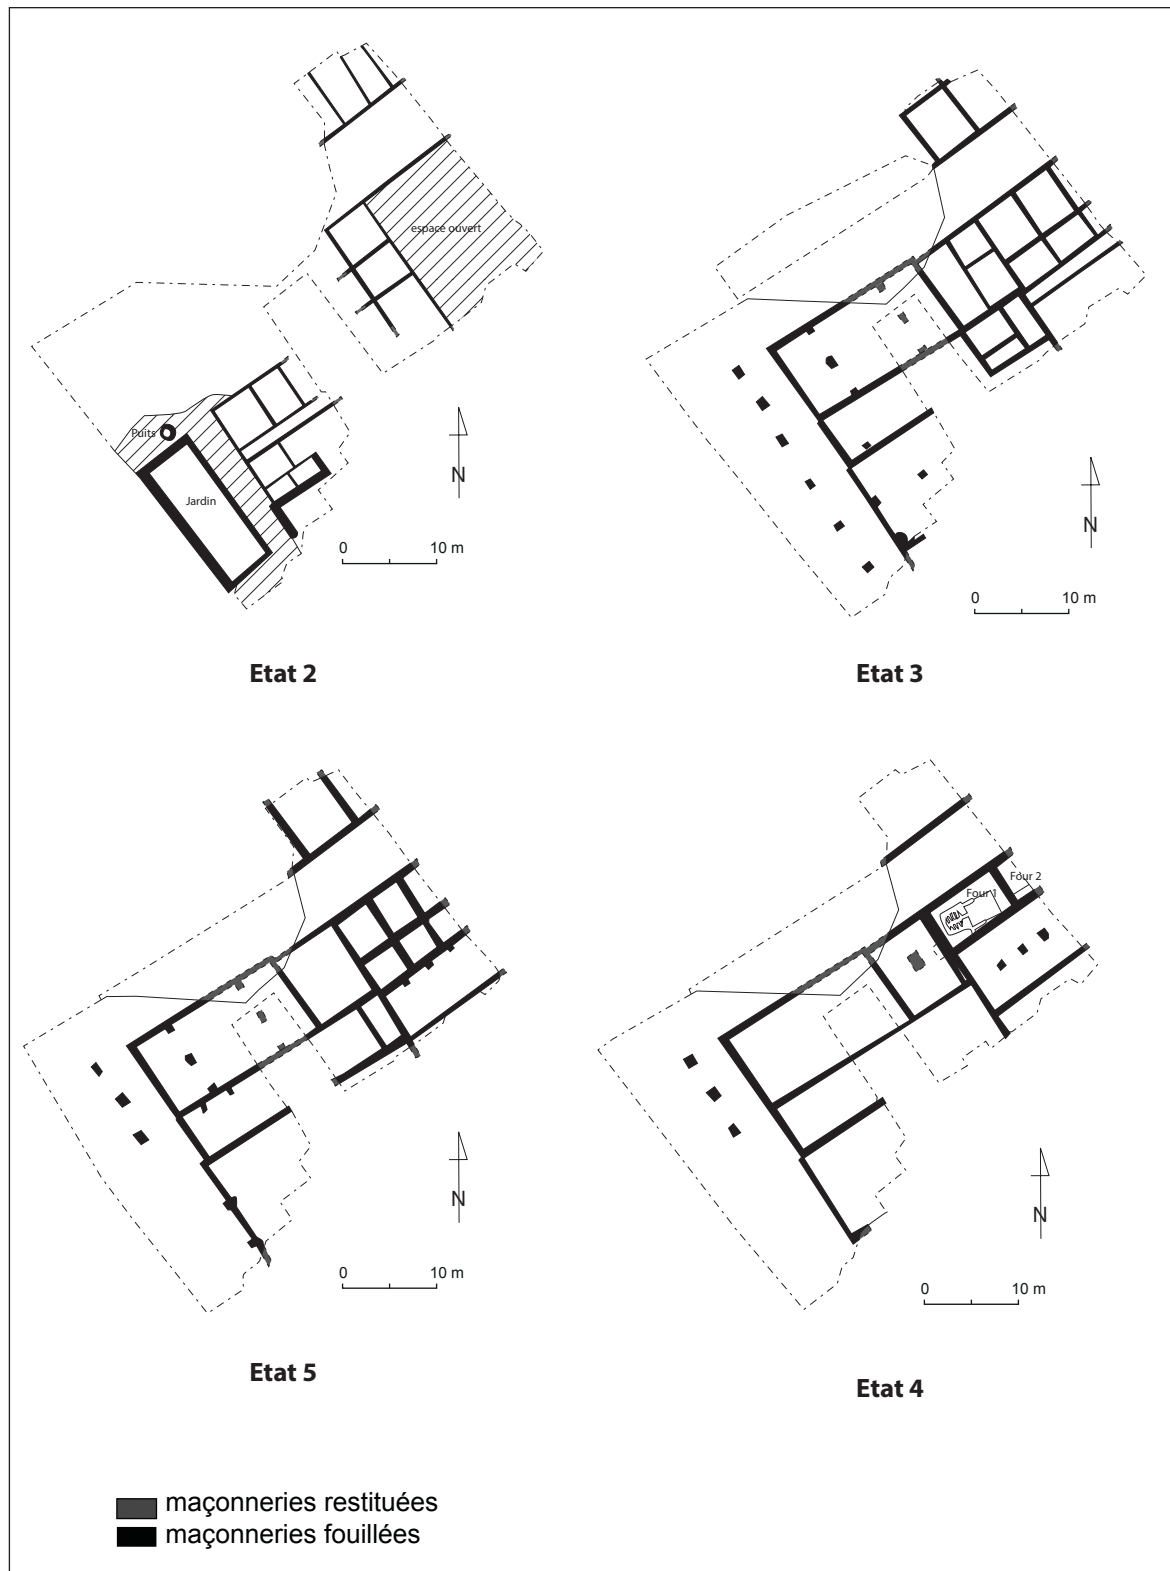 espace ouvert
Puits
Jardin
N
0 10 m
Etat 2
N
0 10 m
Etat 3
N
0 10 m
Etat 5
Four 2
Four 1
N
0 10 m
Etat 4
maçonneries restituées
maçonneries fouillées